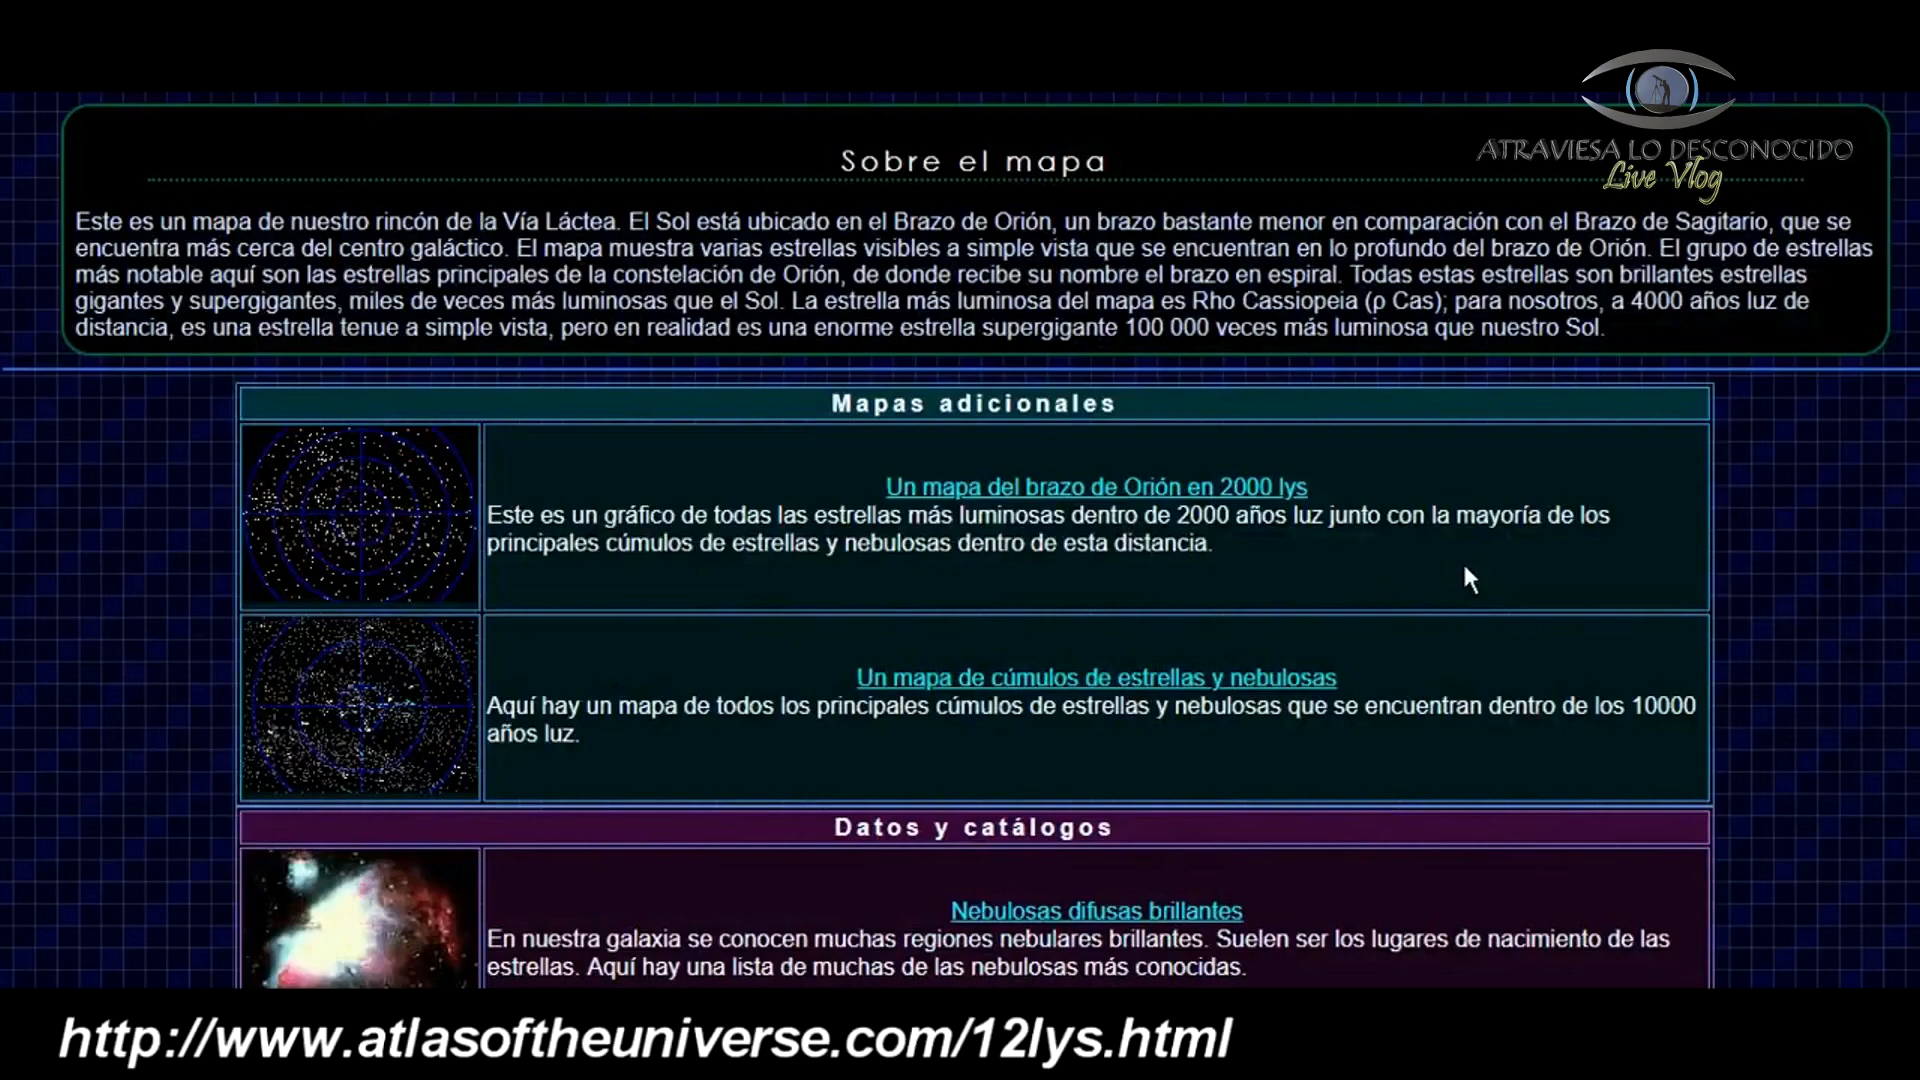 ATRAVIESA LO DESCONOCIDO
Live Vlog
Sobre el mapa
Este es un mapa de nuestro rincón de la Vía Láctea. El Sol está ubicado en el Brazo de Orión, un brazo bastante menor en comparación con el Brazo de Sagitario, que se
encuentra más cerca del centro galáctico. El mapa muestra varias estrellas visibles a simple vista que se encuentran en lo profundo del brazo de Orión. El grupo de estrellas
más notable aquí son las estrellas principales de la constelación de Orión, de donde recibe su nombre el brazo en espiral. Todas estas estrellas son brillantes estrellas
gigantes y supergigantes, miles de veces más luminosas que el Sol. La estrella más luminosa del mapa es Rho Cassiopeia (ρ Cas); para nosotros, a 4000 años luz de
distancia, es una estrella tenue a simple vista, pero en realidad es una enorme estrella supergigante 100 000 veces más luminosa que nuestro Sol.
Mapas adicionales
Un mapa del brazo de Orión en 2000 lys
Este es un gráfico de todas las estrellas más luminosas dentro de 2000 años luz junto con la mayoría de los
principales cúmulos de estrellas y nebulosas dentro de esta distancia.
Un mapa de cúmulos de estrellas y nebulosas
Aquí hay un mapa de todos los principales cúmulos de estrellas y nebulosas que se encuentran dentro de los 10000
años luz.
Datos y catálogos
Nebulosas difusas brillantes
En nuestra galaxia se conocen muchas regiones nebulares brillantes. Suelen ser los lugares de nacimiento de las
estrellas. Aquí hay una lista de muchas de las nebulosas más conocidas.
http://www.atlasoftheuniverse.com/12lys.html